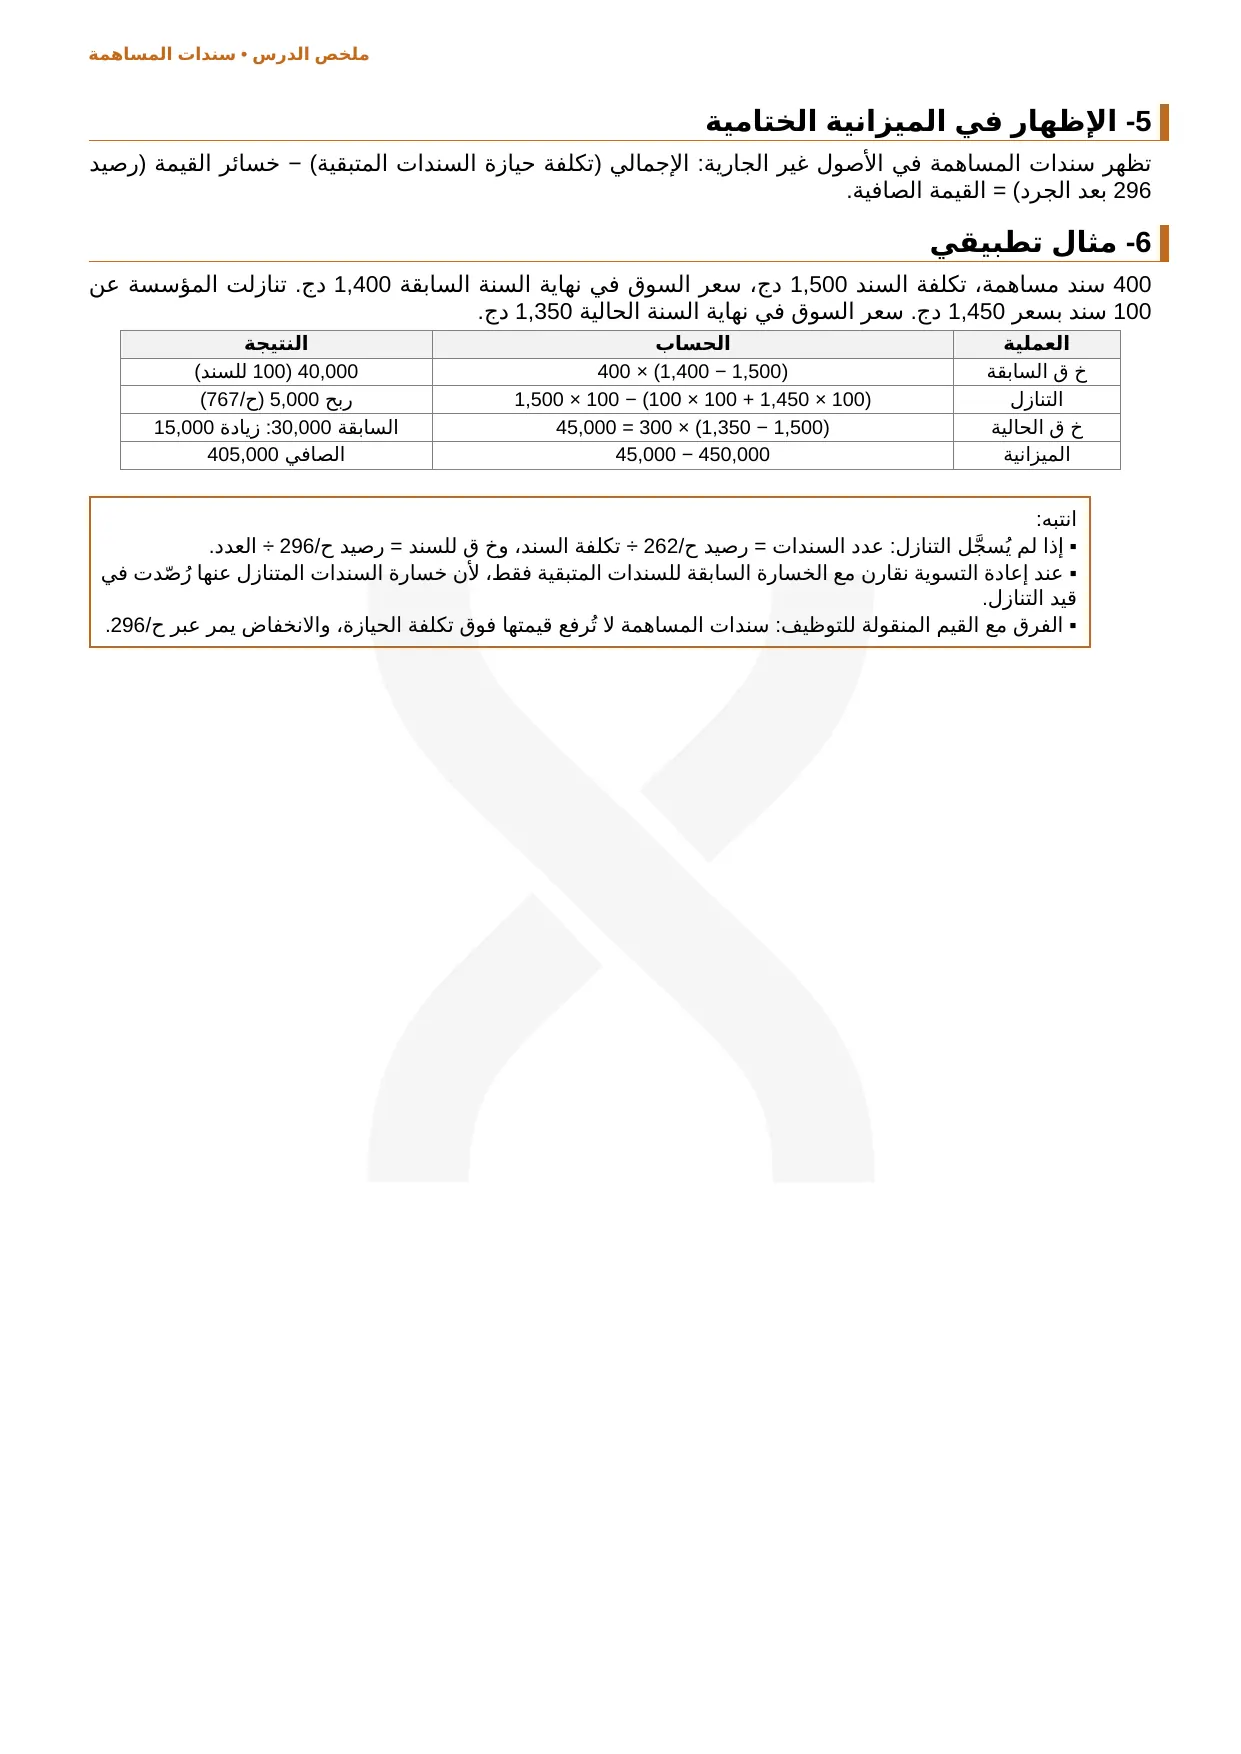 ملخص الدرس • سندات المساهمة
5- الإظهار في الميزانية الختامية
تظهر سندات المساهمة في الأصول غير الجارية: الإجمالي (تكلفة حيازة السندات المتبقية) − خسائر القيمة (رصيد
296 بعد الجرد) = القيمة الصافية.
6- مثال تطبيقي
400 سند مساهمة، تكلفة السند 1,500 دج، سعر السوق في نهاية السنة السابقة 1,400 دج. تنازلت المؤسسة عن
100 سند بسعر 1,450 دج. سعر السوق في نهاية السنة الحالية 1,350 دج.
العملية الحساب النتيجة
خ ق السابقة (1,500 − 1,400) × 400 40,000 (100 للسند)
التنازل (100 × 1,450 + 100 × 100) − 100 × 1,500 ربح 5,000 (ح/767)
خ ق الحالية (1,500 − 1,350) × 300 = 45,000 السابقة 30,000: زيادة 15,000
الميزانية 450,000 − 45,000 الصافي 405,000
انتبه:
▪ إذا لم يُسجَّل التنازل: عدد السندات = رصيد ح/262 ÷ تكلفة السند، وخ ق للسند = رصيد ح/296 ÷ العدد.
▪ عند إعادة التسوية نقارن مع الخسارة السابقة للسندات المتبقية فقط، لأن خسارة السندات المتنازل عنها رُصّدت في
قيد التنازل.
▪ الفرق مع القيم المنقولة للتوظيف: سندات المساهمة لا تُرفع قيمتها فوق تكلفة الحيازة، والانخفاض يمر عبر ح/296.